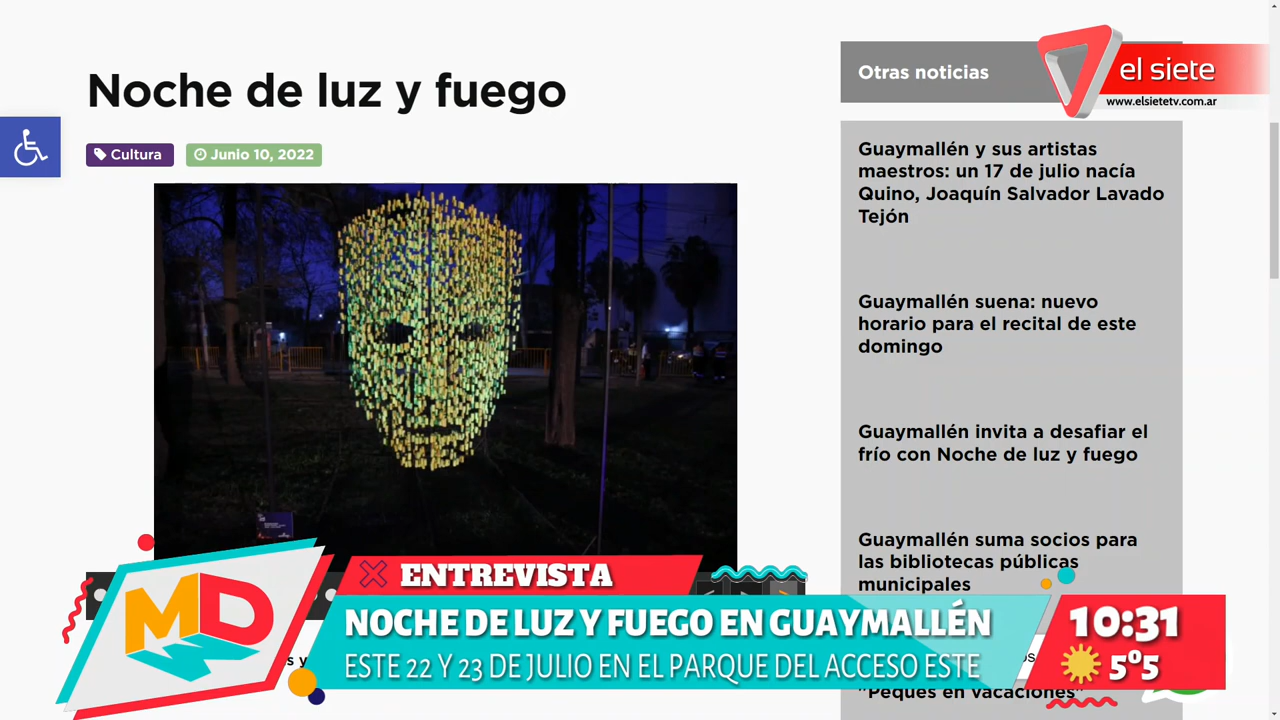 Noche de luz y fuego
Cultura
Junio 10, 2022
Otras noticias
el siete
www.elsietetv.com.ar
Guaymallén y sus artistas
maestros: un 17 de julio nacía
Quino, Joaquín Salvador Lavado
Tejón
Guaymallén suena: nuevo
horario para el recital de este
domingo
Guaymallén invita a desafiar el
frío con Noche de luz y fuego
Guaymallén suma socios para
las bibliotecas públicas
municipales
"Peques en vacaciones"
MD
ENTREVISTA
NOCHE DE LUZ Y FUEGO EN GUAYMALLÉN
ESTE 22 Y 23 DE JULIO EN EL PARQUE DEL ACCESO ESTE
10:31
5º5